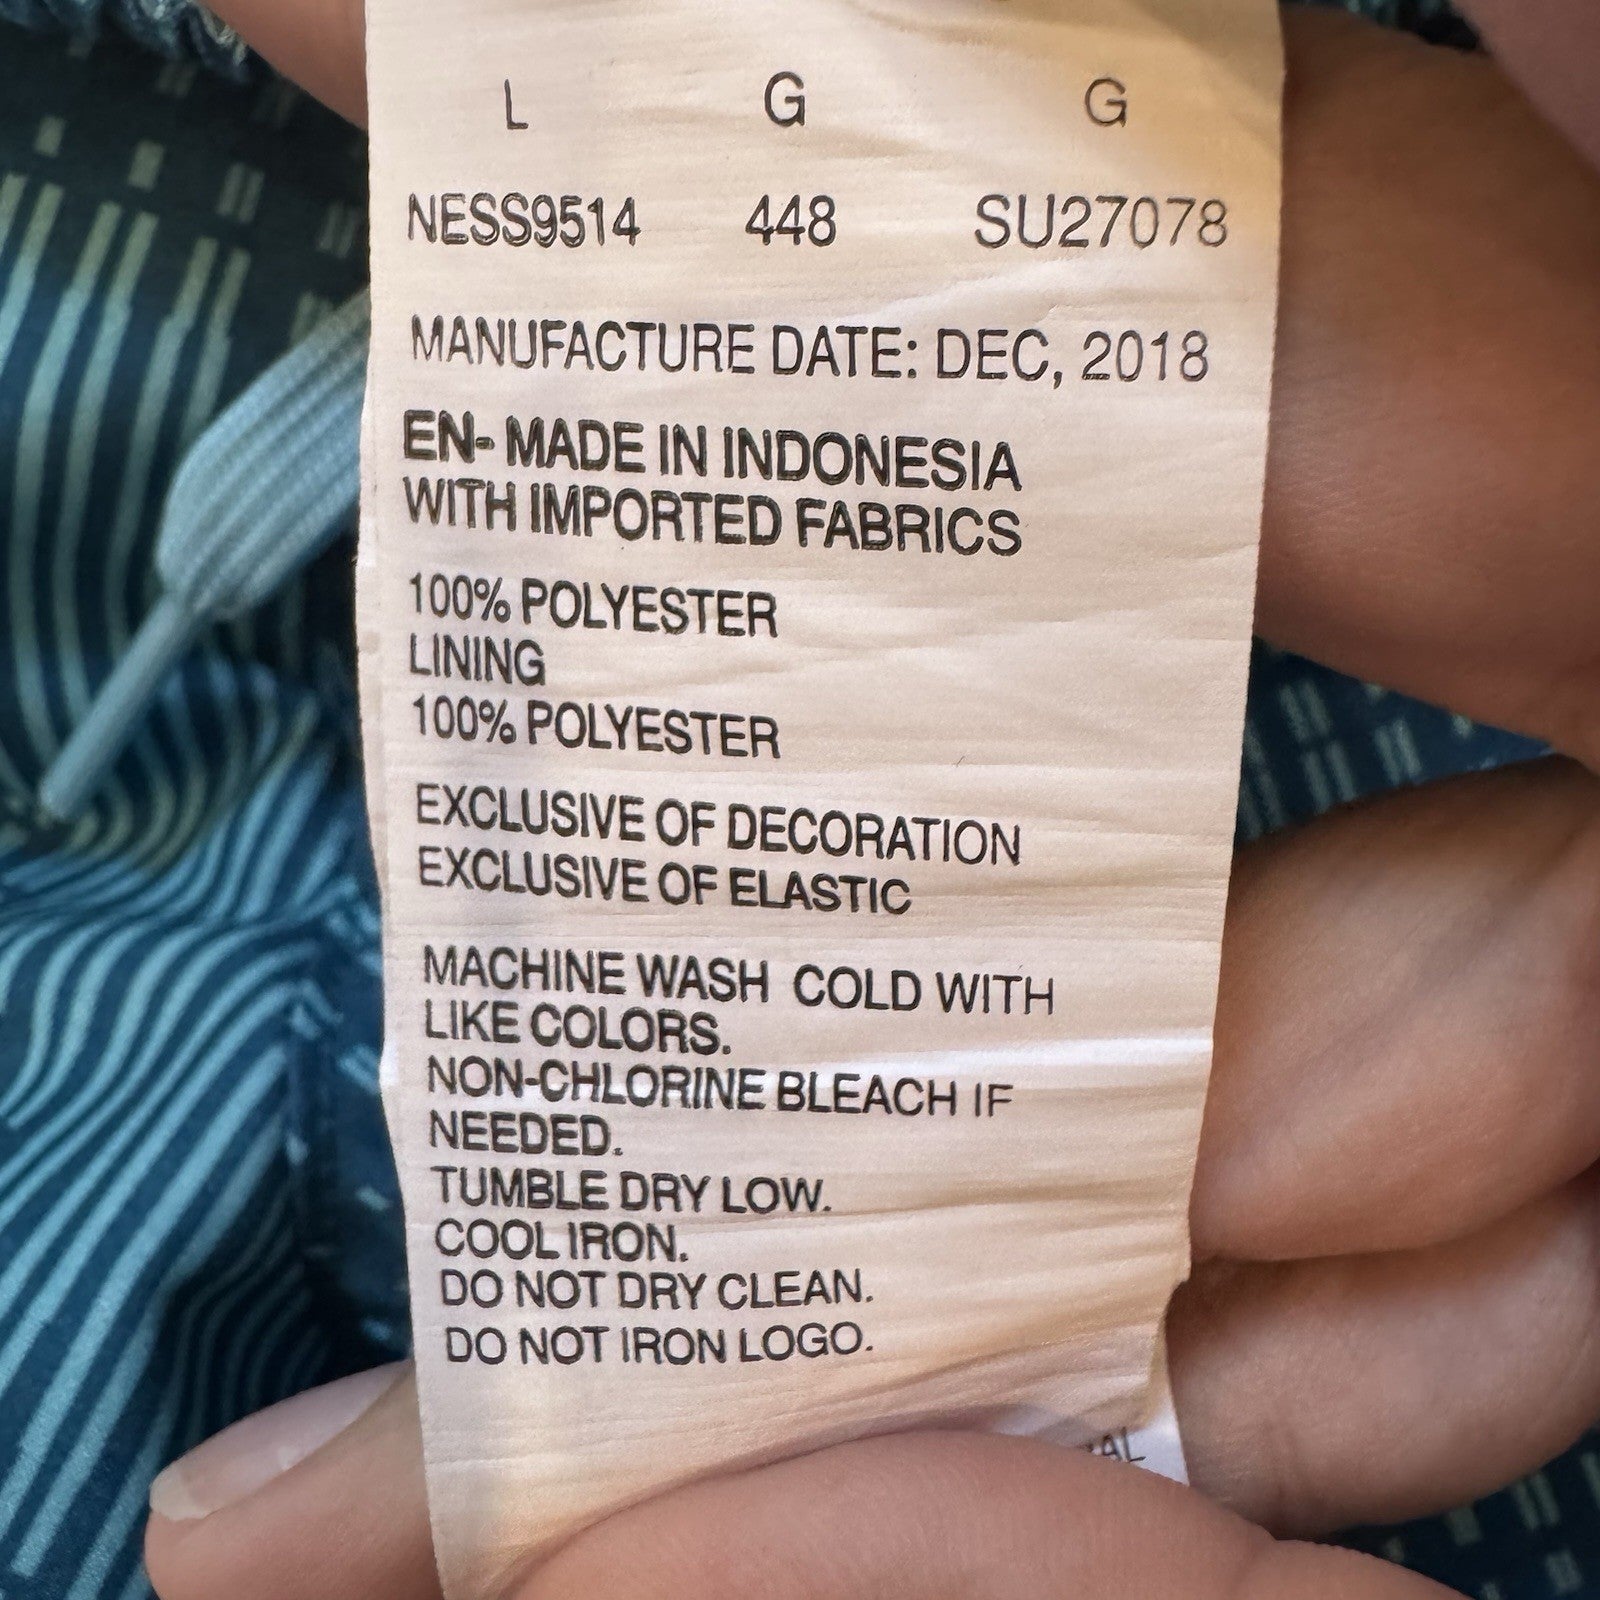 L G G
NESS9514 448 SU27078
MANUFACTURE DATE: DEC, 2018
EN- MADE IN INDONESIA
WITH IMPORTED FABRICS
100% POLYESTER
LINING
100% POLYESTER
EXCLUSIVE OF DECORATION
EXCLUSIVE OF ELASTIC
MACHINE WASH COLD WITH
LIKE COLORS.
NON-CHLORINE BLEACH IF
NEEDED.
TUMBLE DRY LOW.
COOL IRON.
DO NOT DRY CLEAN.
DO NOT IRON LOGO.